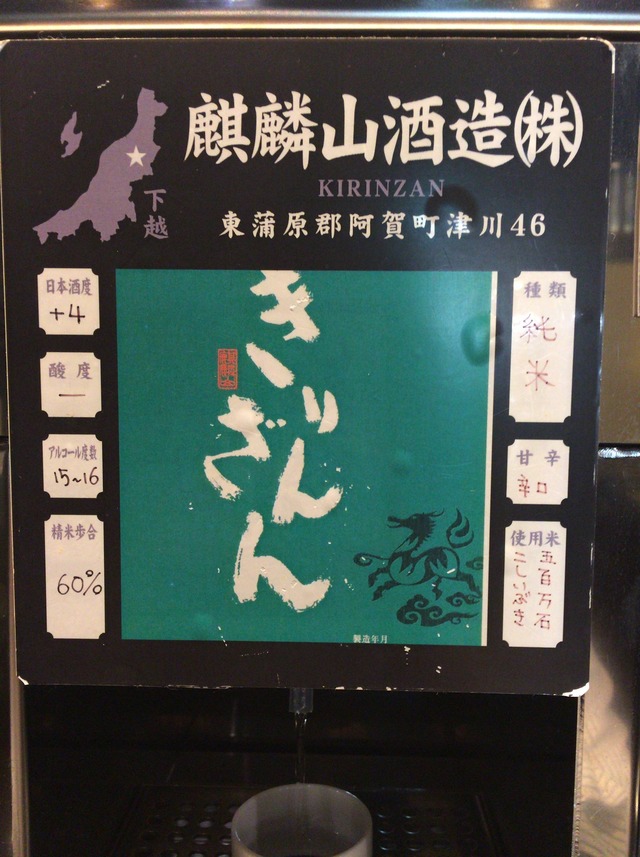 麒麟山酒造(株)
KIRINZAN
下越
東蒲原郡阿賀町津川46
日本酒度
+4
酸度
ー
アルコール度数
15~16
精米歩合
60%
きりん
ざん
製造年月
種類
純米
甘辛
辛口
使用米
五百万石
こしいぶき